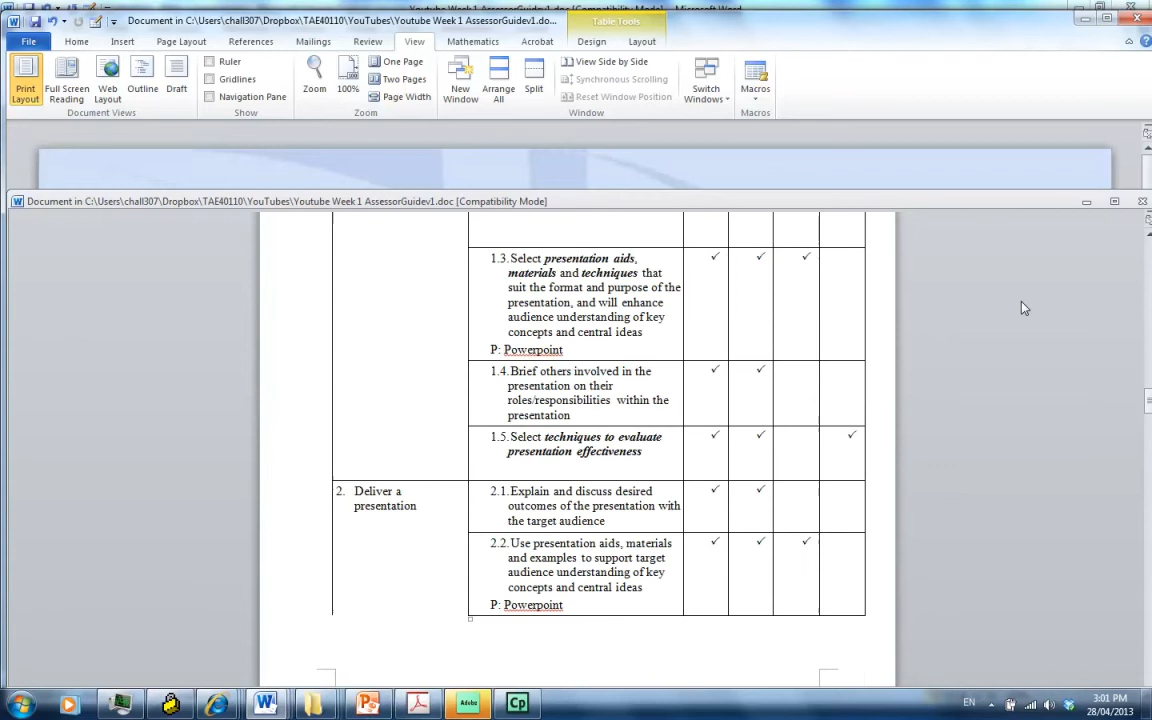 Document in C:\Users\chall307\Dropbox\TAE40110\YouTubes\Youtube Week 1 AssessorGuidev1.doc...
Table Tools
File Home Insert Page Layout References Mailings Review View Mathematics Acrobat Design Layout
Ruler
Gridlines
Navigation Pane
One Page
Two Pages
Page Width
View Side by Side
Synchronous Scrolling
Reset Window Position
Print Layout
Full Screen Reading
Web Layout
Outline
Draft
Zoom
100%
New Window
Arrange All
Split
Switch Windows
Macros
Document Views
Show
Zoom
Window
Macros
Document in C:\Users\chall307\Dropbox\TAE40110\YouTubes\Youtube Week 1 AssessorGuidev1.doc [Compatibility Mode]
1.3. Select presentation aids,
materials and techniques that
suit the format and purpose of the
presentation, and will enhance
audience understanding of key
concepts and central ideas
P: Powerpoint
1.4. Brief others involved in the
presentation on their
roles/responsibilities within the
presentation
1.5. Select techniques to evaluate
presentation effectiveness
2. Deliver a
presentation
2.1. Explain and discuss desired
outcomes of the presentation with
the target audience
2.2. Use presentation aids, materials
and examples to support target
audience understanding of key
concepts and central ideas
P: Powerpoint
Adobe
Cp
EN
3:01 PM
28/04/2013